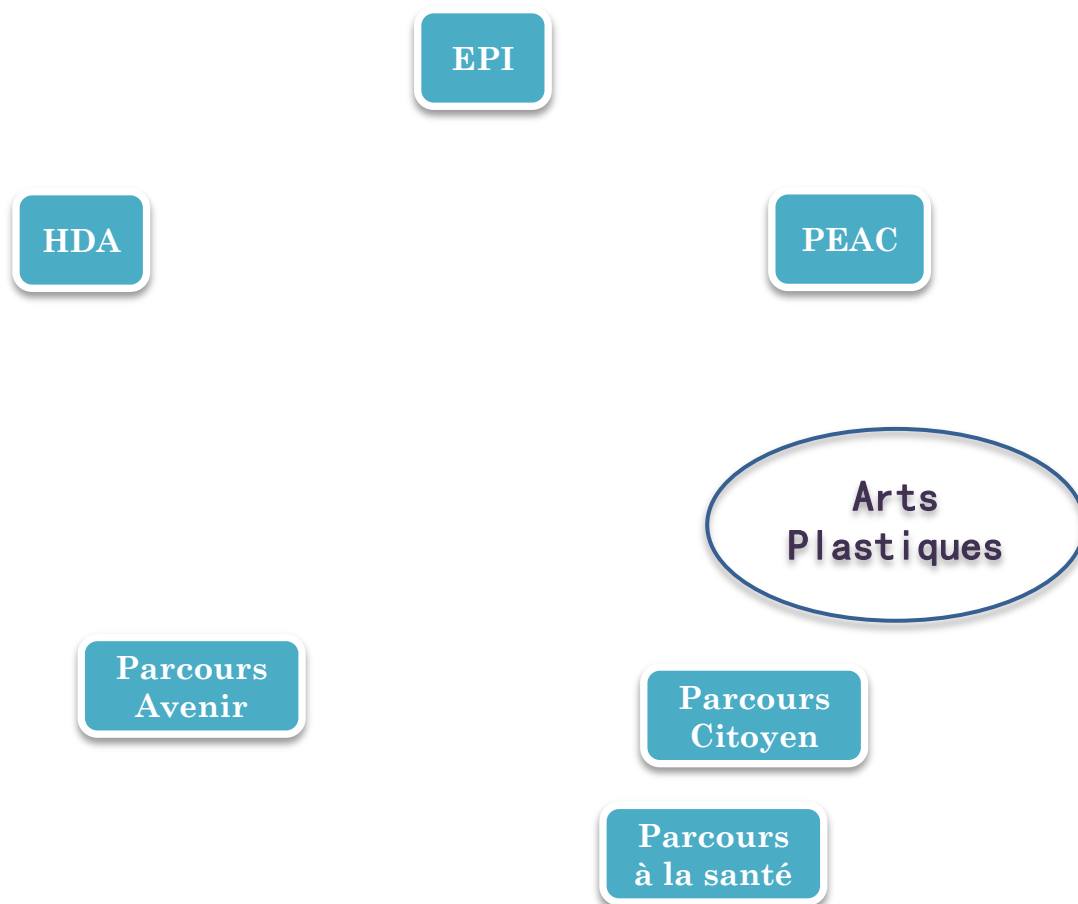 EPI
HDA
PEAC
Arts
Plastiques
Parcours
Avenir
Parcours
Citoyen
Parcours
à la santé